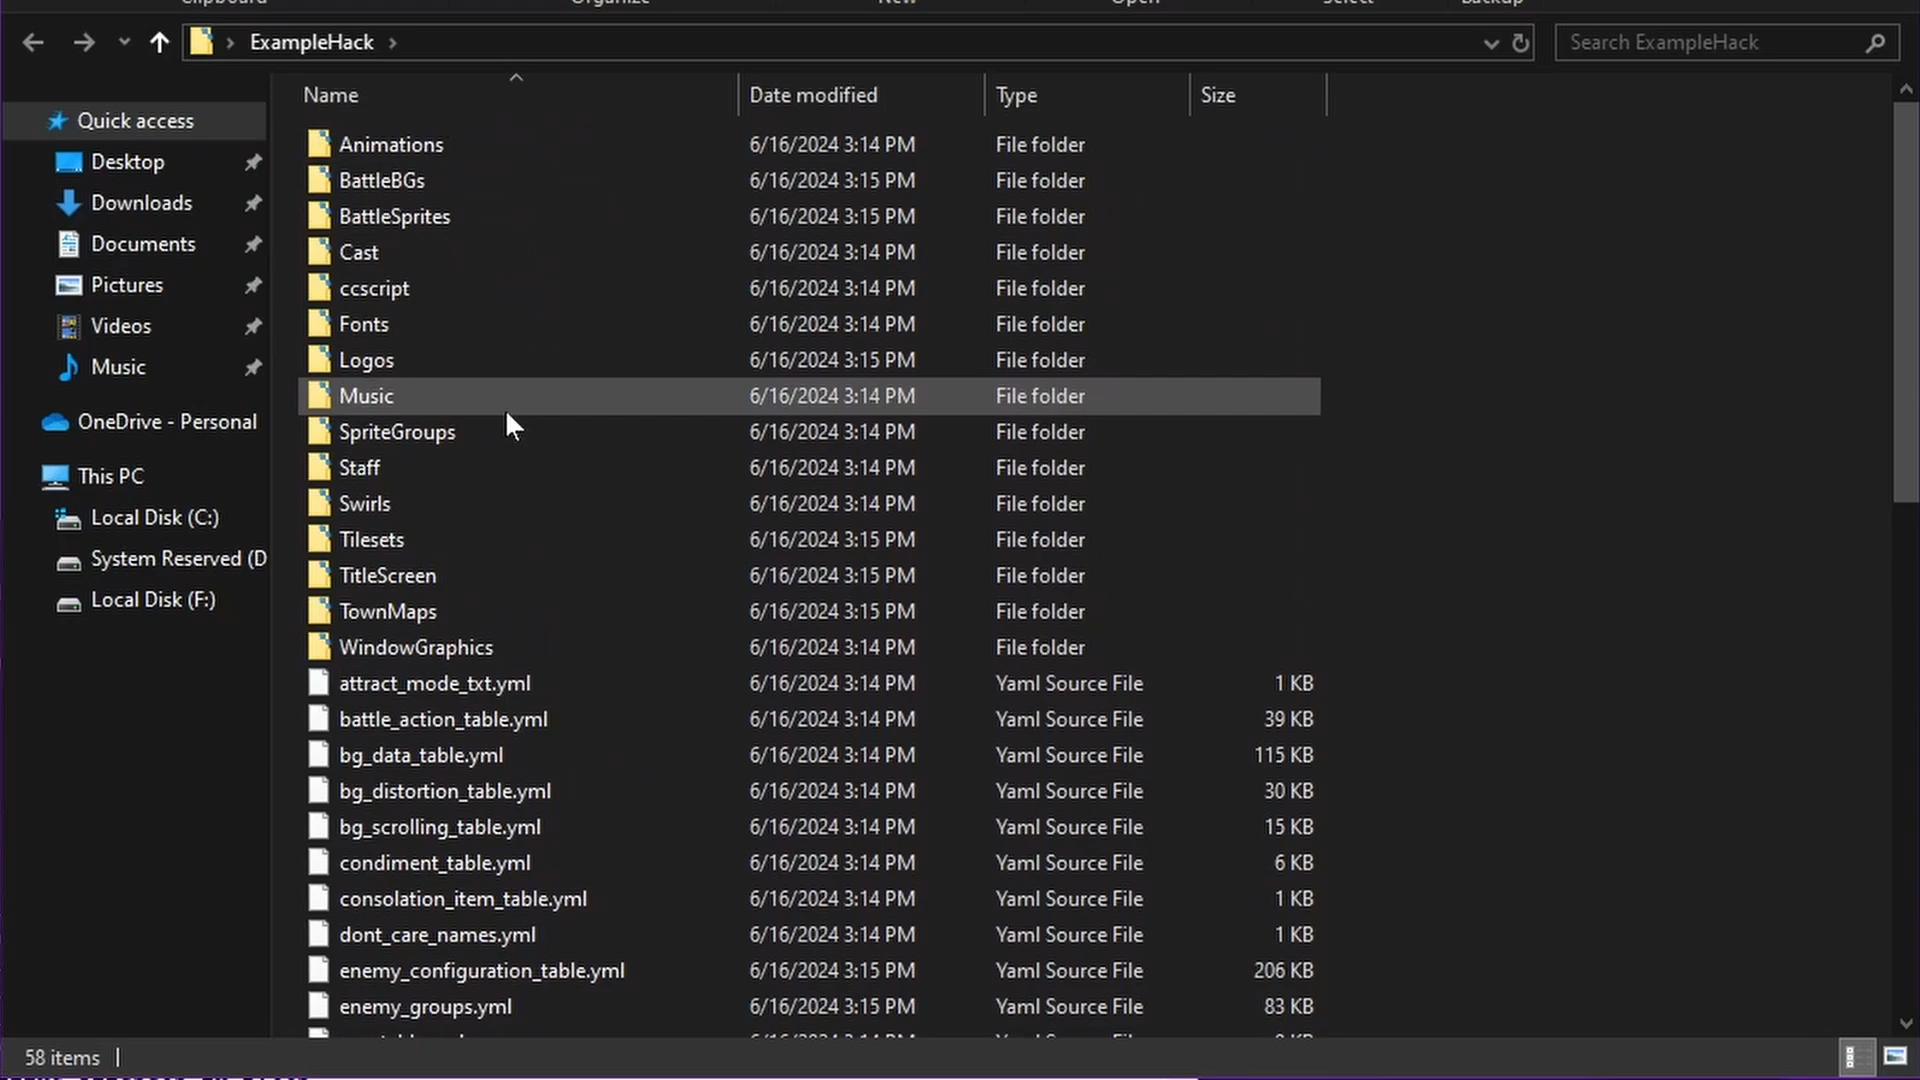 Clipboard Organize New Open Select Backup
ExampleHack
Search ExampleHack
Name Date modified Type Size
Quick access
Desktop
Downloads
Documents
Pictures
Videos
Music
OneDrive - Personal
This PC
Local Disk (C:)
System Reserved (D
Local Disk (F:)
Animations 6/16/2024 3:14 PM File folder
BattleBGs 6/16/2024 3:15 PM File folder
BattleSprites 6/16/2024 3:15 PM File folder
Cast 6/16/2024 3:14 PM File folder
ccscript 6/16/2024 3:14 PM File folder
Fonts 6/16/2024 3:14 PM File folder
Logos 6/16/2024 3:15 PM File folder
Music 6/16/2024 3:14 PM File folder
SpriteGroups 6/16/2024 3:14 PM File folder
Staff 6/16/2024 3:14 PM File folder
Swirls 6/16/2024 3:14 PM File folder
Tilesets 6/16/2024 3:15 PM File folder
TitleScreen 6/16/2024 3:15 PM File folder
TownMaps 6/16/2024 3:15 PM File folder
WindowGraphics 6/16/2024 3:14 PM File folder
attract_mode_txt.yml 6/16/2024 3:14 PM Yaml Source File 1 KB
battle_action_table.yml 6/16/2024 3:14 PM Yaml Source File 39 KB
bg_data_table.yml 6/16/2024 3:14 PM Yaml Source File 115 KB
bg_distortion_table.yml 6/16/2024 3:14 PM Yaml Source File 30 KB
bg_scrolling_table.yml 6/16/2024 3:14 PM Yaml Source File 15 KB
condiment_table.yml 6/16/2024 3:14 PM Yaml Source File 6 KB
consolation_item_table.yml 6/16/2024 3:14 PM Yaml Source File 1 KB
dont_care_names.yml 6/16/2024 3:14 PM Yaml Source File 1 KB
enemy_configuration_table.yml 6/16/2024 3:15 PM Yaml Source File 206 KB
enemy_groups.yml 6/16/2024 3:15 PM Yaml Source File 83 KB
58 items